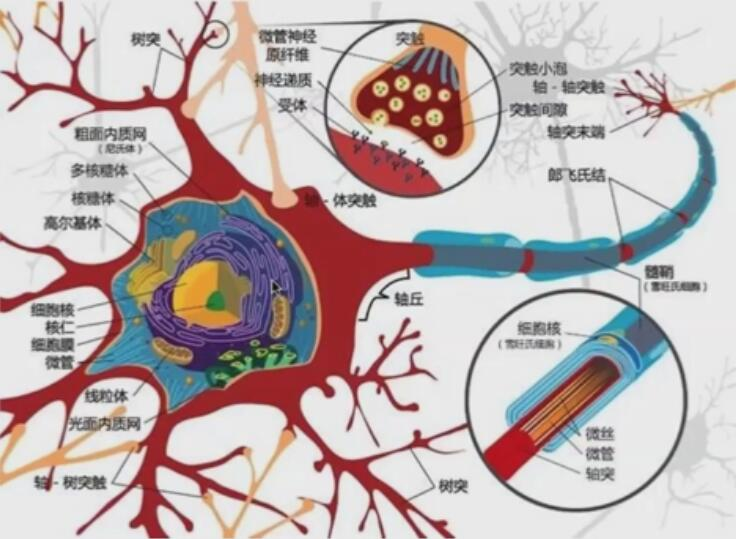 树突
微管神经
原纤维
突触
神经递质
受体
突触小泡
轴-轴突触
突触间隙
轴突末端
粗面内质网
(尼氏体)
多核糖体
核糖体
高尔基体
轴-体突触
郎飞氏结
髓鞘
(雪旺氏细胞)
轴丘
细胞核
核仁
细胞膜
微管
线粒体
光面内质网
轴-树突触
树突
细胞核
(雪旺氏细胞)
微丝
微管
轴突